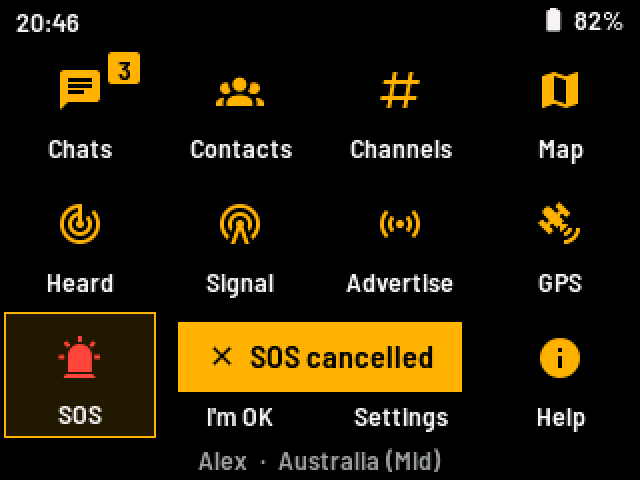 20:46 82%
3
Chats Contacts Channels Map
Heard Signal Advertise GPS
× SOS cancelled
SOS I'm OK Settings Help
Alex · Australia (Mid)